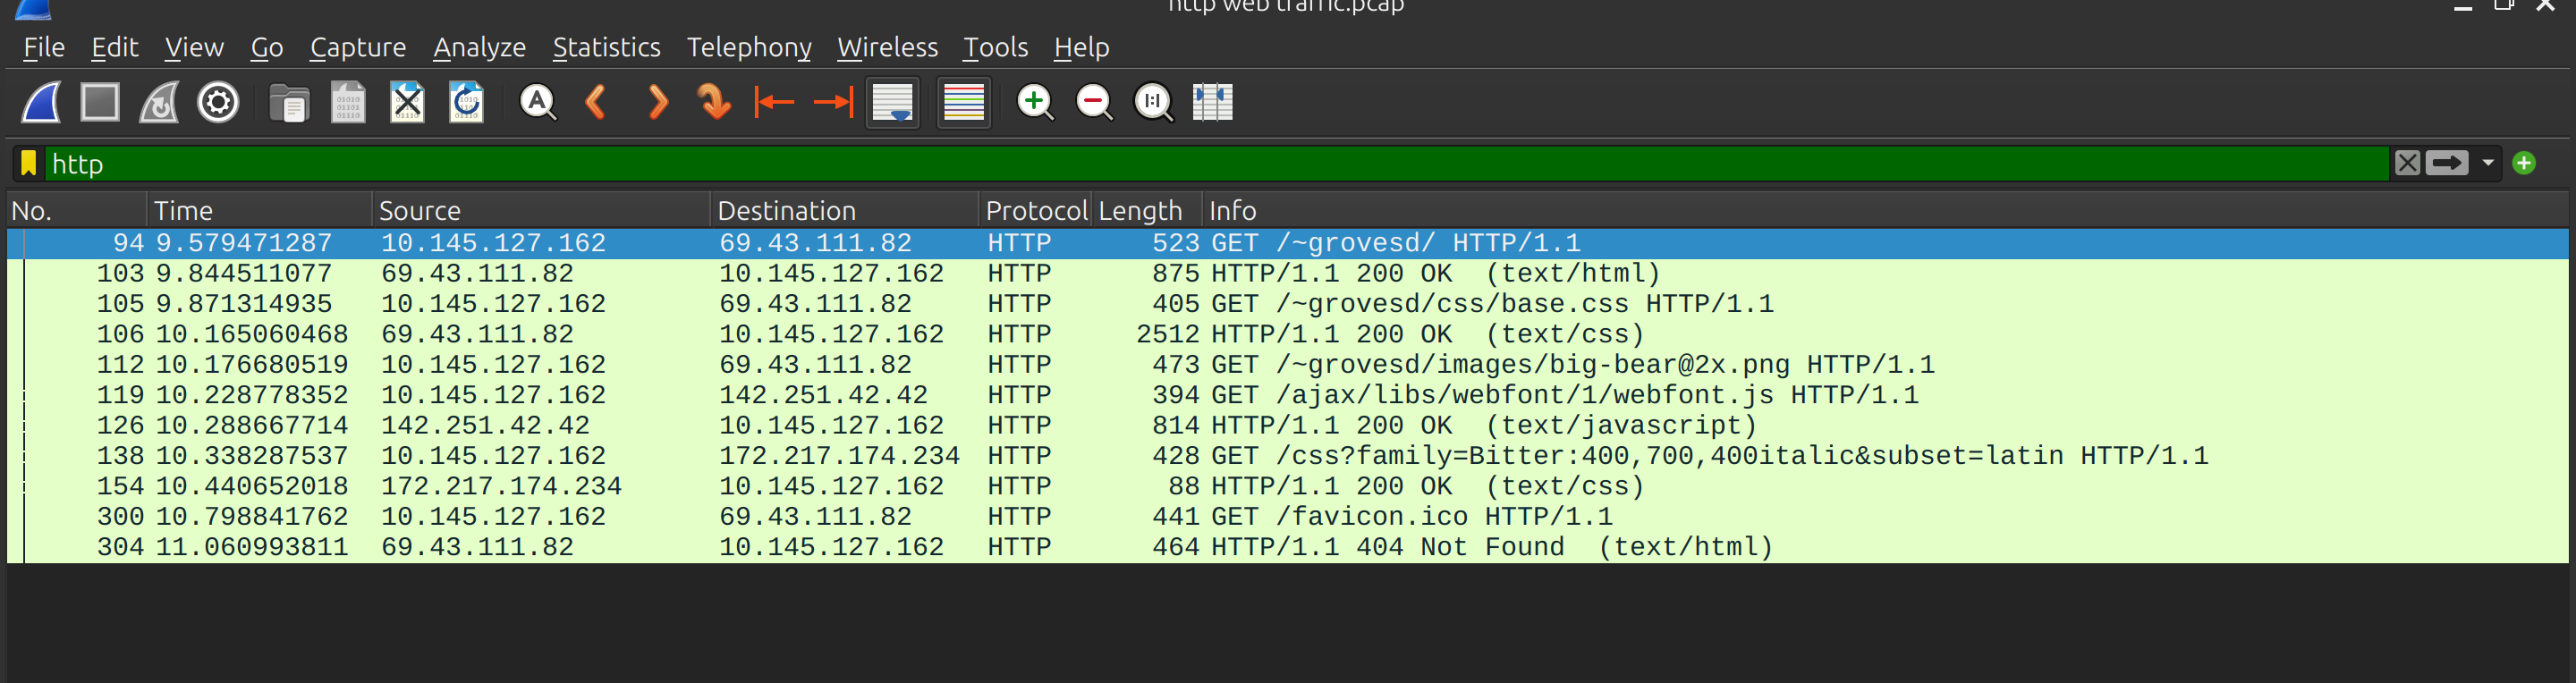 http web traffic.pcap
File Edit View Go Capture Analyze Statistics Telephony Wireless Tools Help
http
No. Time Source Destination Protocol Length Info
94 9.579471287 10.145.127.162 69.43.111.82 HTTP 523 GET /~grovesd/ HTTP/1.1
103 9.844511077 69.43.111.82 10.145.127.162 HTTP 875 HTTP/1.1 200 OK (text/html)
105 9.871314935 10.145.127.162 69.43.111.82 HTTP 405 GET /~grovesd/css/base.css HTTP/1.1
106 10.165060468 69.43.111.82 10.145.127.162 HTTP 2512 HTTP/1.1 200 OK (text/css)
112 10.176680519 10.145.127.162 69.43.111.82 HTTP 473 GET /~grovesd/images/big-bear@2x.png HTTP/1.1
119 10.228778352 10.145.127.162 142.251.42.42 HTTP 394 GET /ajax/libs/webfont/1/webfont.js HTTP/1.1
126 10.288667714 142.251.42.42 10.145.127.162 HTTP 814 HTTP/1.1 200 OK (text/javascript)
138 10.338287537 10.145.127.162 172.217.174.234 HTTP 428 GET /css?family=Bitter:400,700,400italic&subset=latin HTTP/1.1
154 10.440652018 172.217.174.234 10.145.127.162 HTTP 88 HTTP/1.1 200 OK (text/css)
300 10.798841762 10.145.127.162 69.43.111.82 HTTP 441 GET /favicon.ico HTTP/1.1
304 11.060993811 69.43.111.82 10.145.127.162 HTTP 464 HTTP/1.1 404 Not Found (text/html)